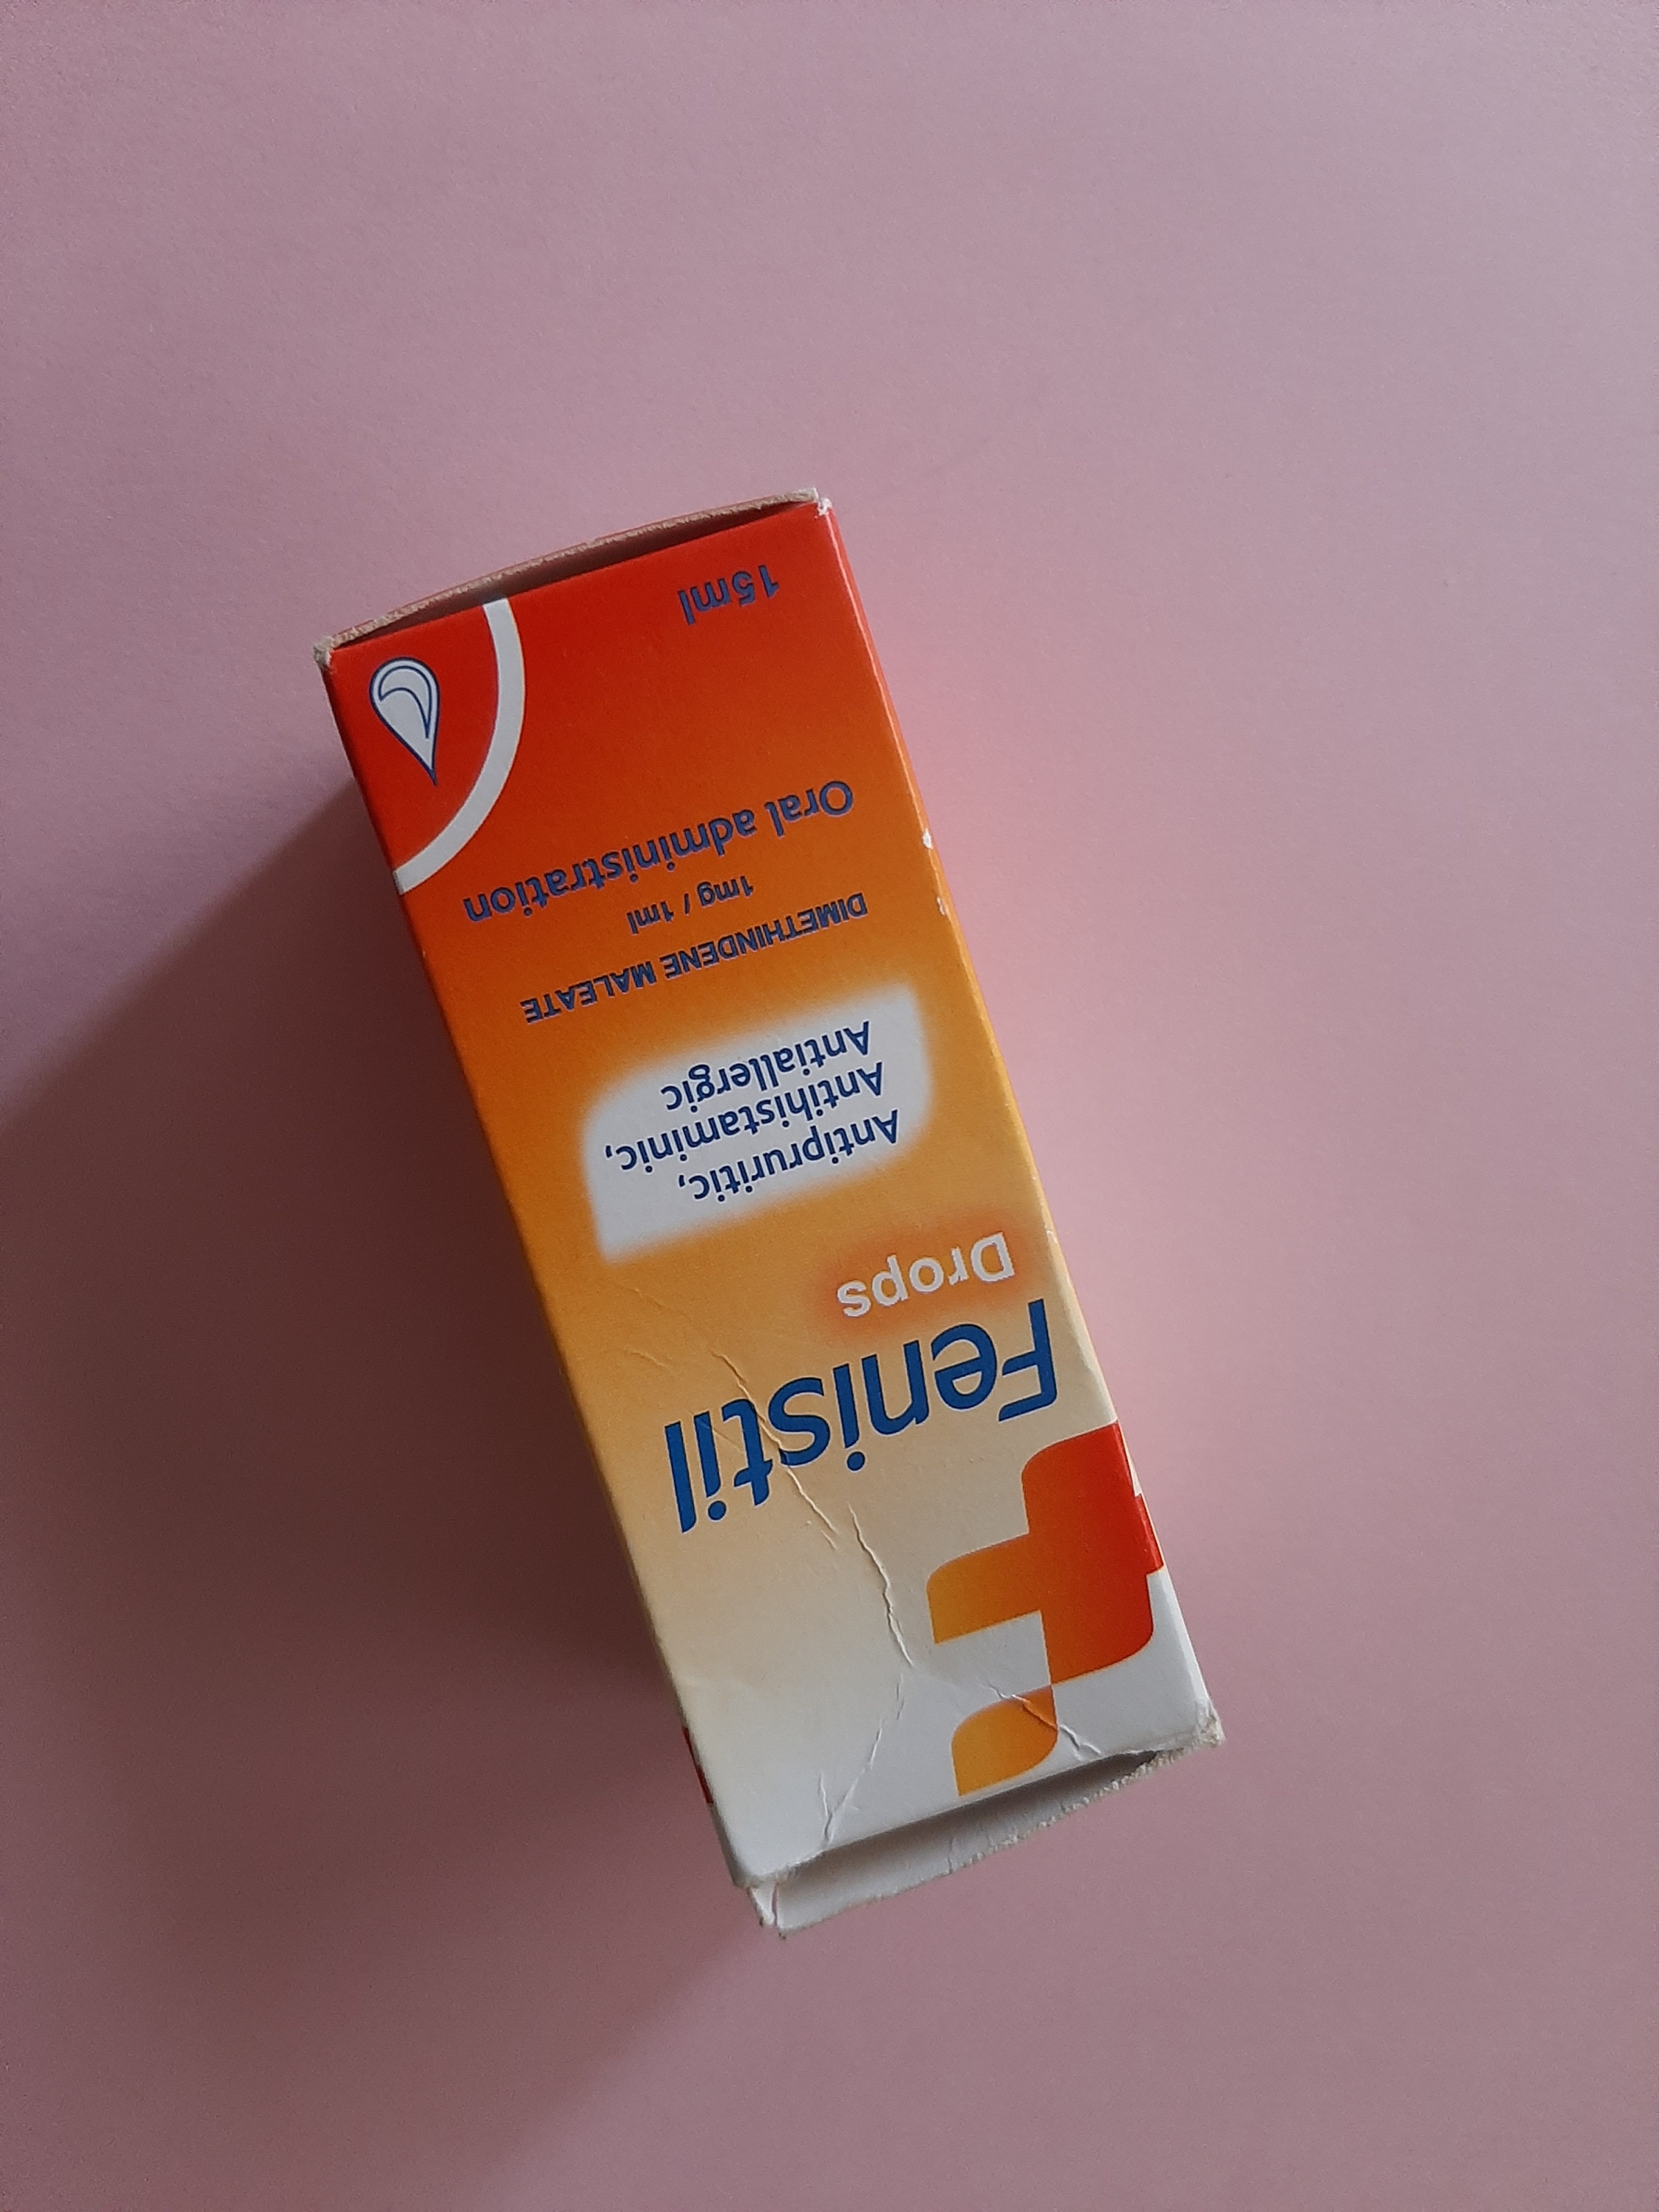 Fenistil
Drops
Antipruritic,
Antihistaminic,
Antiallergic
DIMETHINDENE MALEATE
1mg / 1ml
Oral administration
15ml